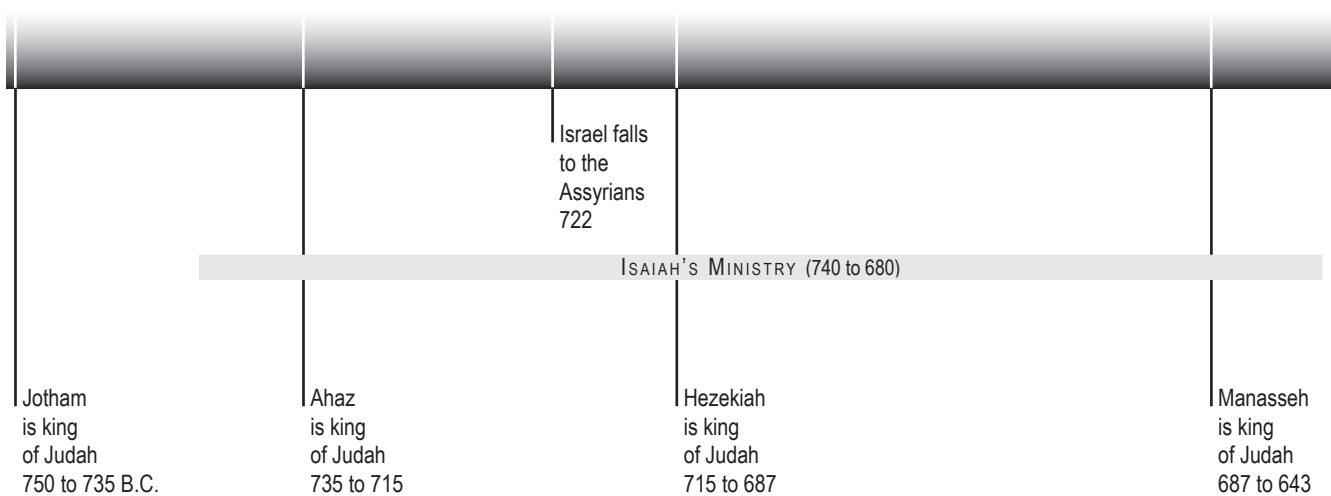 Israel falls
to the
Assyrians
722
ISAIAH'S MINISTRY (740 to 680)
Jotham
is king
of Judah
750 to 735 B.C.
Ahaz
is king
of Judah
735 to 715
Hezekiah
is king
of Judah
715 to 687
Manasseh
is king
of Judah
687 to 643